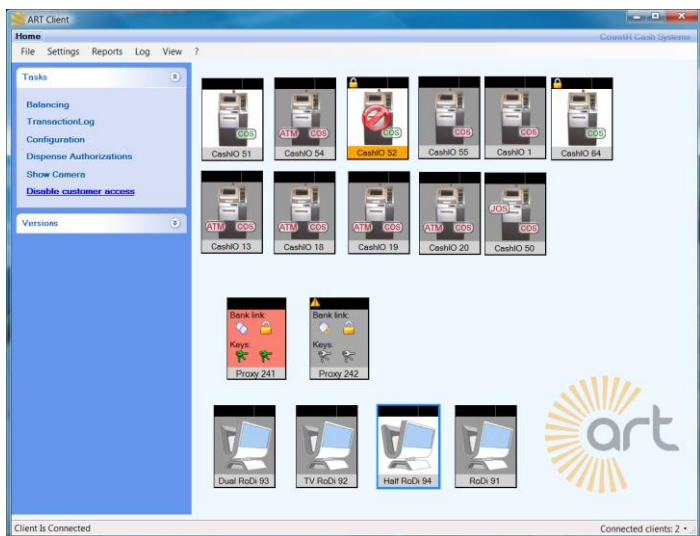 ART Client
Home
CountR Cash Systems
File Settings Reports Log View ?
Tasks
Balancing
TransactionLog
Configuration
Dispense Authorizations
Show Camera
Disable customer access
Versions
COS
CashIO 51
ATM COS
CashIO 54
COS
CashIO 52
COS
CashIO 55
COS
CashIO 1
COS
CashIO 64
ATM COS
CashIO 13
ATM COS
CashIO 18
ATM COS
CashIO 19
ATM COS
CashIO 20
JOS COS
CashIO 50
Bank link:
Keys:
Proxy 241
Bank link:
Keys:
Proxy 242
Dual RoDi 93
TV RoDi 92
Half RoDi 94
RoDi 91
art
Client Is Connected
Connected clients: 2